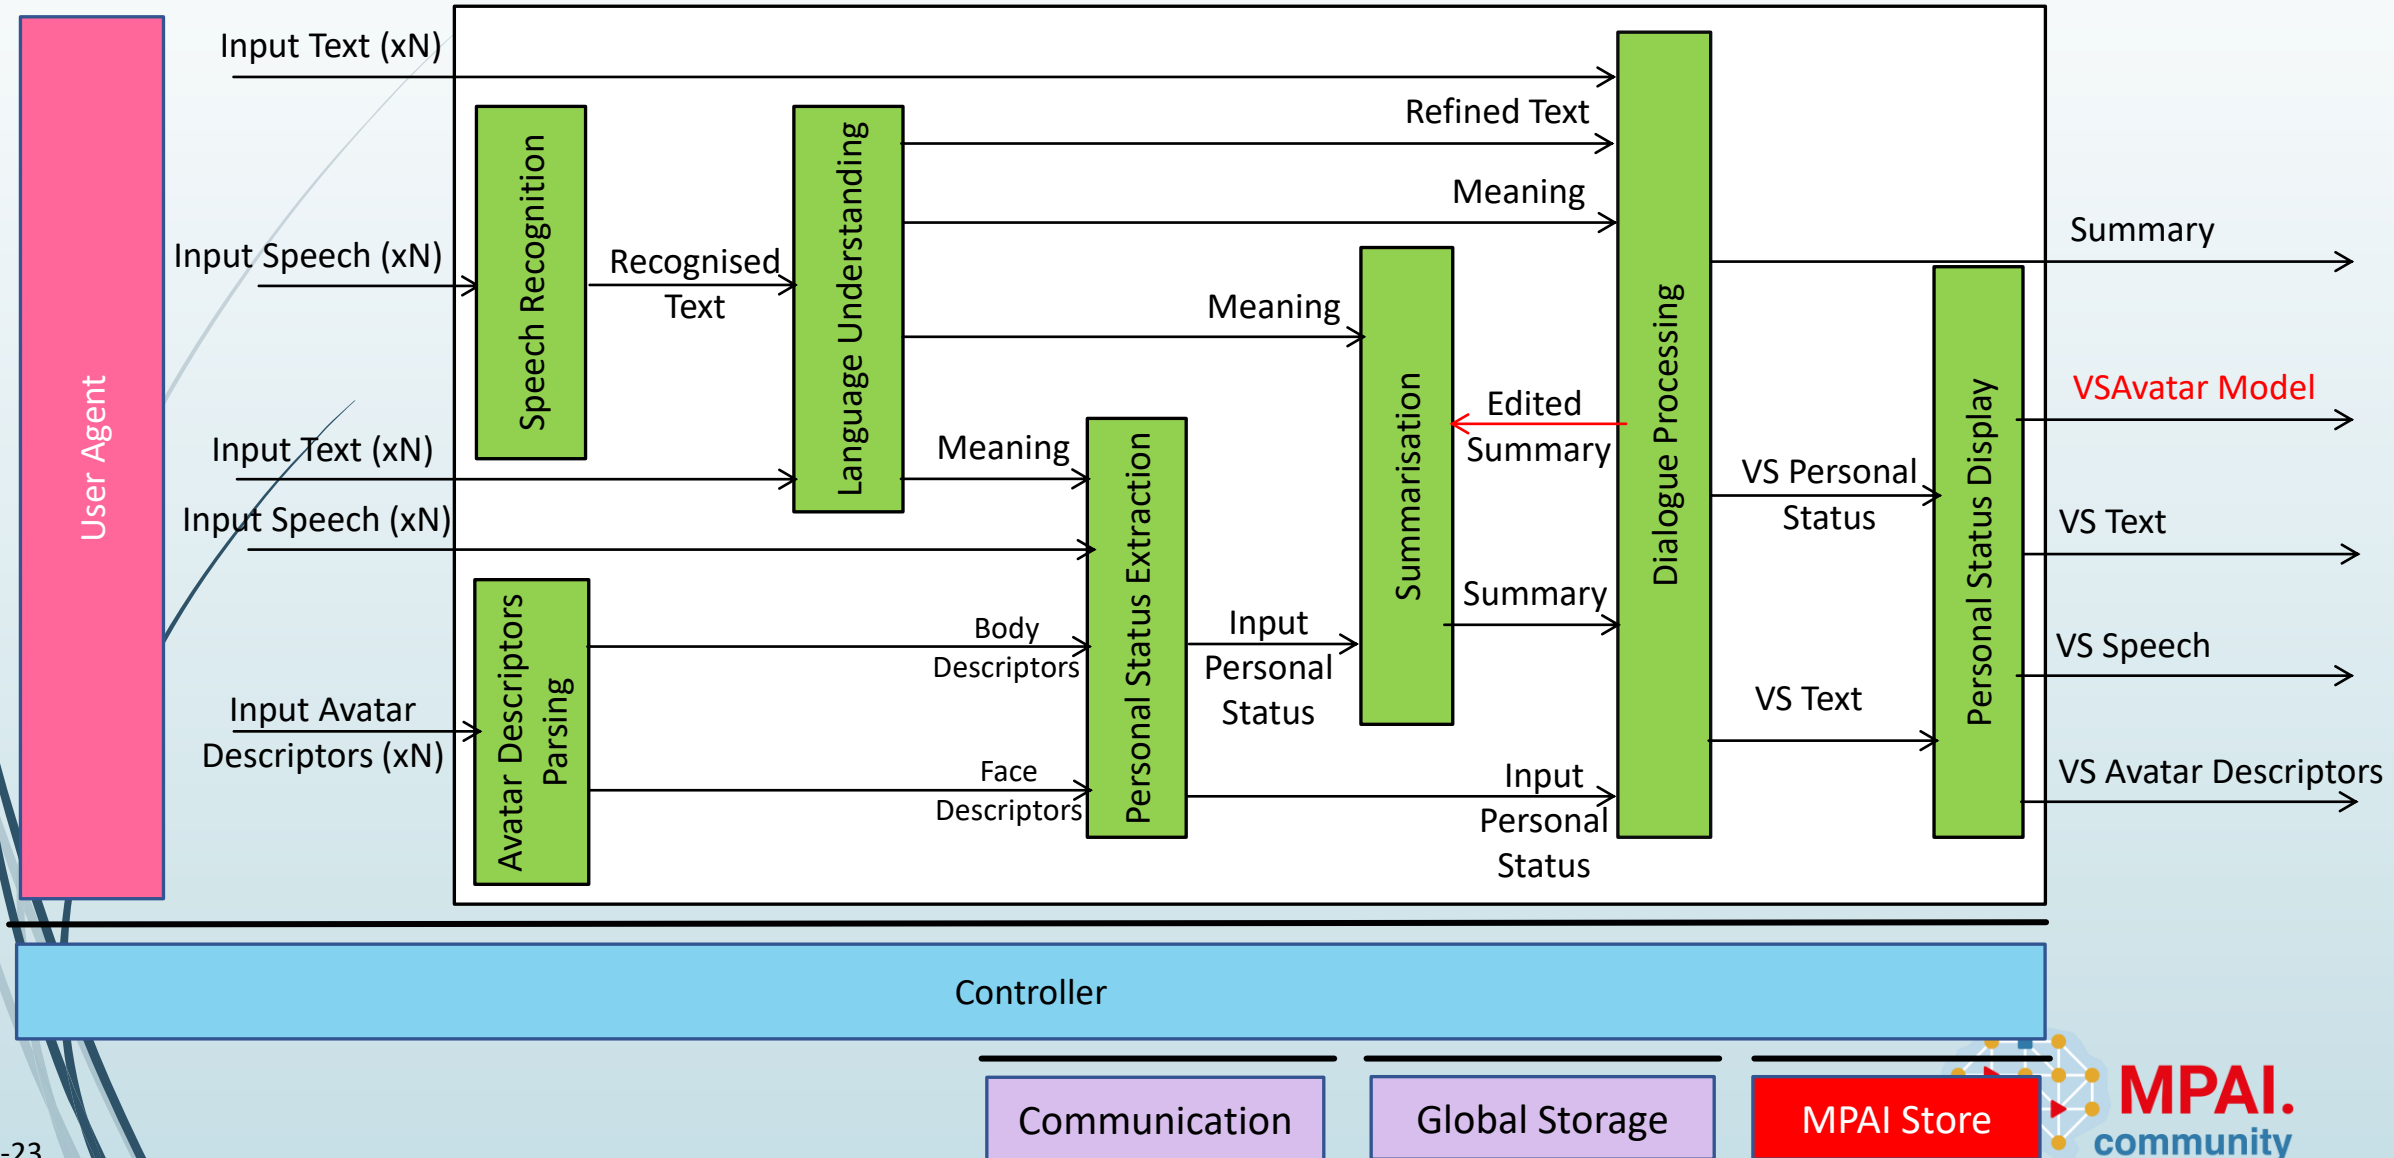 Input Text (xN)
Refined Text
Meaning
Summary
Input Speech (xN)
Speech Recognition
Recognised
Text
Language Understanding
Meaning
VSAvatar Model
User Agent
Edited
Summary
Summarisation
Dialogue Processing
Input Text (xN)
Meaning
VS Personal
Status
Personal Status Display
Input Speech (xN)
VS Text
Personal Status Extraction
Avatar Descriptors
Parsing
Body
Descriptors
Input
Personal
Status
Summary
VS Speech
Input Avatar
Descriptors (xN)
VS Text
Face
Descriptors
Input
Personal
Status
VS Avatar Descriptors
Controller
Communication
Global Storage
MPAI Store
MPAI.
community
-23